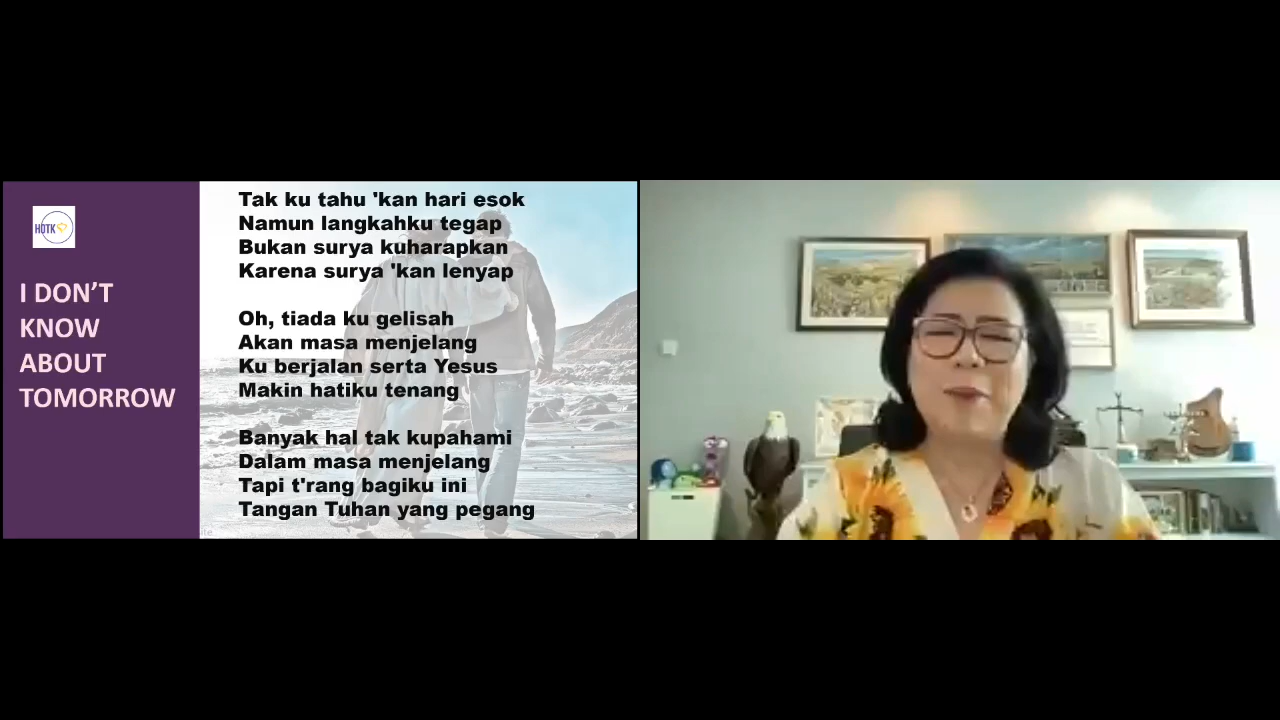 HOTK
I DON'T
KNOW
ABOUT
TOMORROW
Tak ku tahu 'kan hari esok
Namun langkahku tegap
Bukan surya kuharapkan
Karena surya 'kan lenyap
Oh, tiada ku gelisah
Akan masa menjelang
Ku berjalan serta Yesus
Makin hatiku tenang
Banyak hal tak kupahami
Dalam masa menjelang
Tapi t'rang bagiku ini
Tangan Tuhan yang pegang